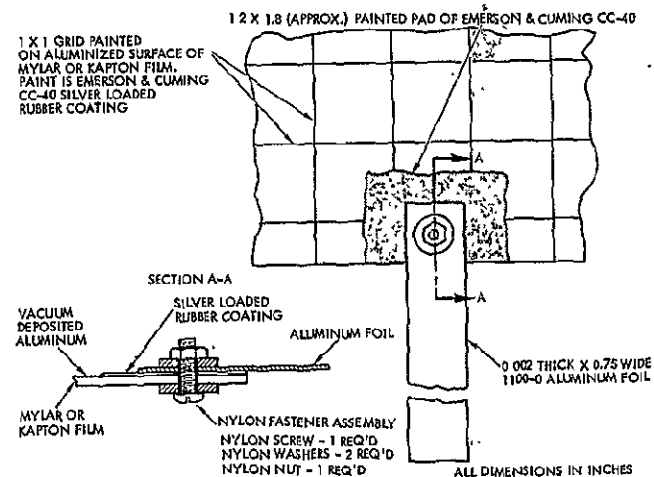 1 2 X 1.8 (APPROX.) PAINTED PAD OF EMERSON & CUMING CC-40
1 X 1 GRID PAINTED
ON ALUMINIZED SURFACE OF
MYLAR OR KAPTON FILM.
PAINT IS EMERSON & CUMING
CC-40 SILVER LOADED
RUBBER COATING
A
A
SECTION A-A
SILVER LOADED
RUBBER COATING
VACUUM
DEPOSITED
ALUMINUM
ALUMINUM FOIL
MYLAR OR
KAPTON FILM
0 002 THICK X 0.75 WIDE
1100-0 ALUMINUM FOIL
NYLON FASTENER ASSEMBLY
NYLON SCREW - 1 REQ'D
NYLON WASHERS - 2 REQ'D
NYLON NUT - 1 REQ'D
ALL DIMENSIONS IN INCHES